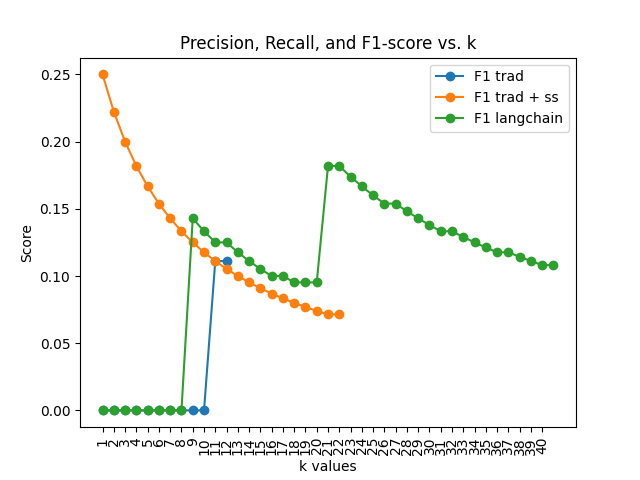 Precision, Recall, and F1-score vs. k
F1 trad
F1 trad + ss
F1 langchain
Score
0.25
0.20
0.15
0.10
0.05
0.00
1 2 3 4 5 6 7 8 9 10 11 12 13 14 15 16 17 18 19 20 21 22 23 24 25 26 27 28 29 30 31 32 33 34 35 36 37 38 39 40
k values